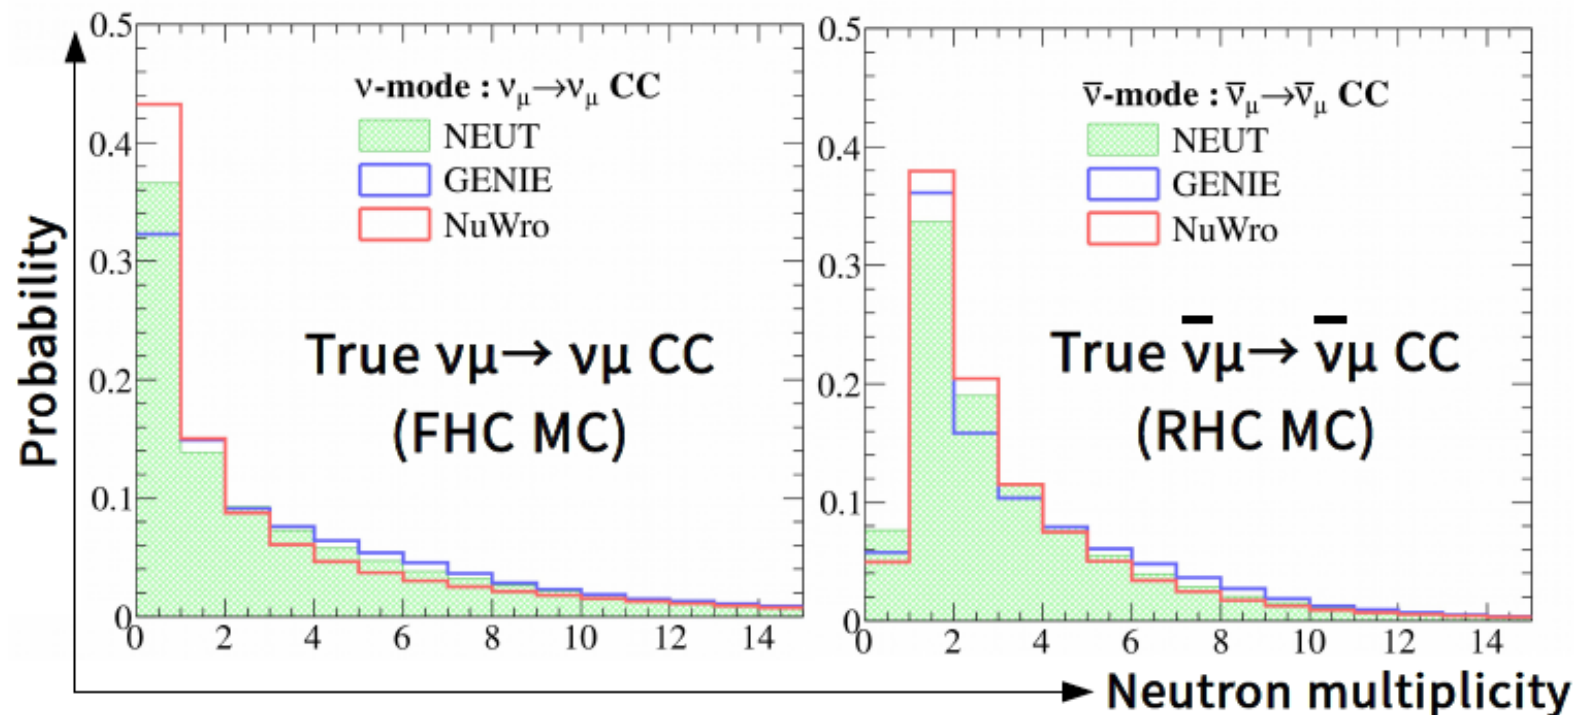 Probability
0.5
0.4
0.3
0.2
0.1
0
0 2 4 6 8 10 12 14
ν-mode : νμ→νμ CC
NEUT
GENIE
NuWro
True νμ→ νμ CC
(FHC MC)
0.5
0.4
0.3
0.2
0.1
0
0 2 4 6 8 10 12 14
ν̅-mode : ν̅μ→ν̅μ CC
NEUT
GENIE
NuWro
True ν̅μ→ ν̅μ CC
(RHC MC)
Neutron multiplicity